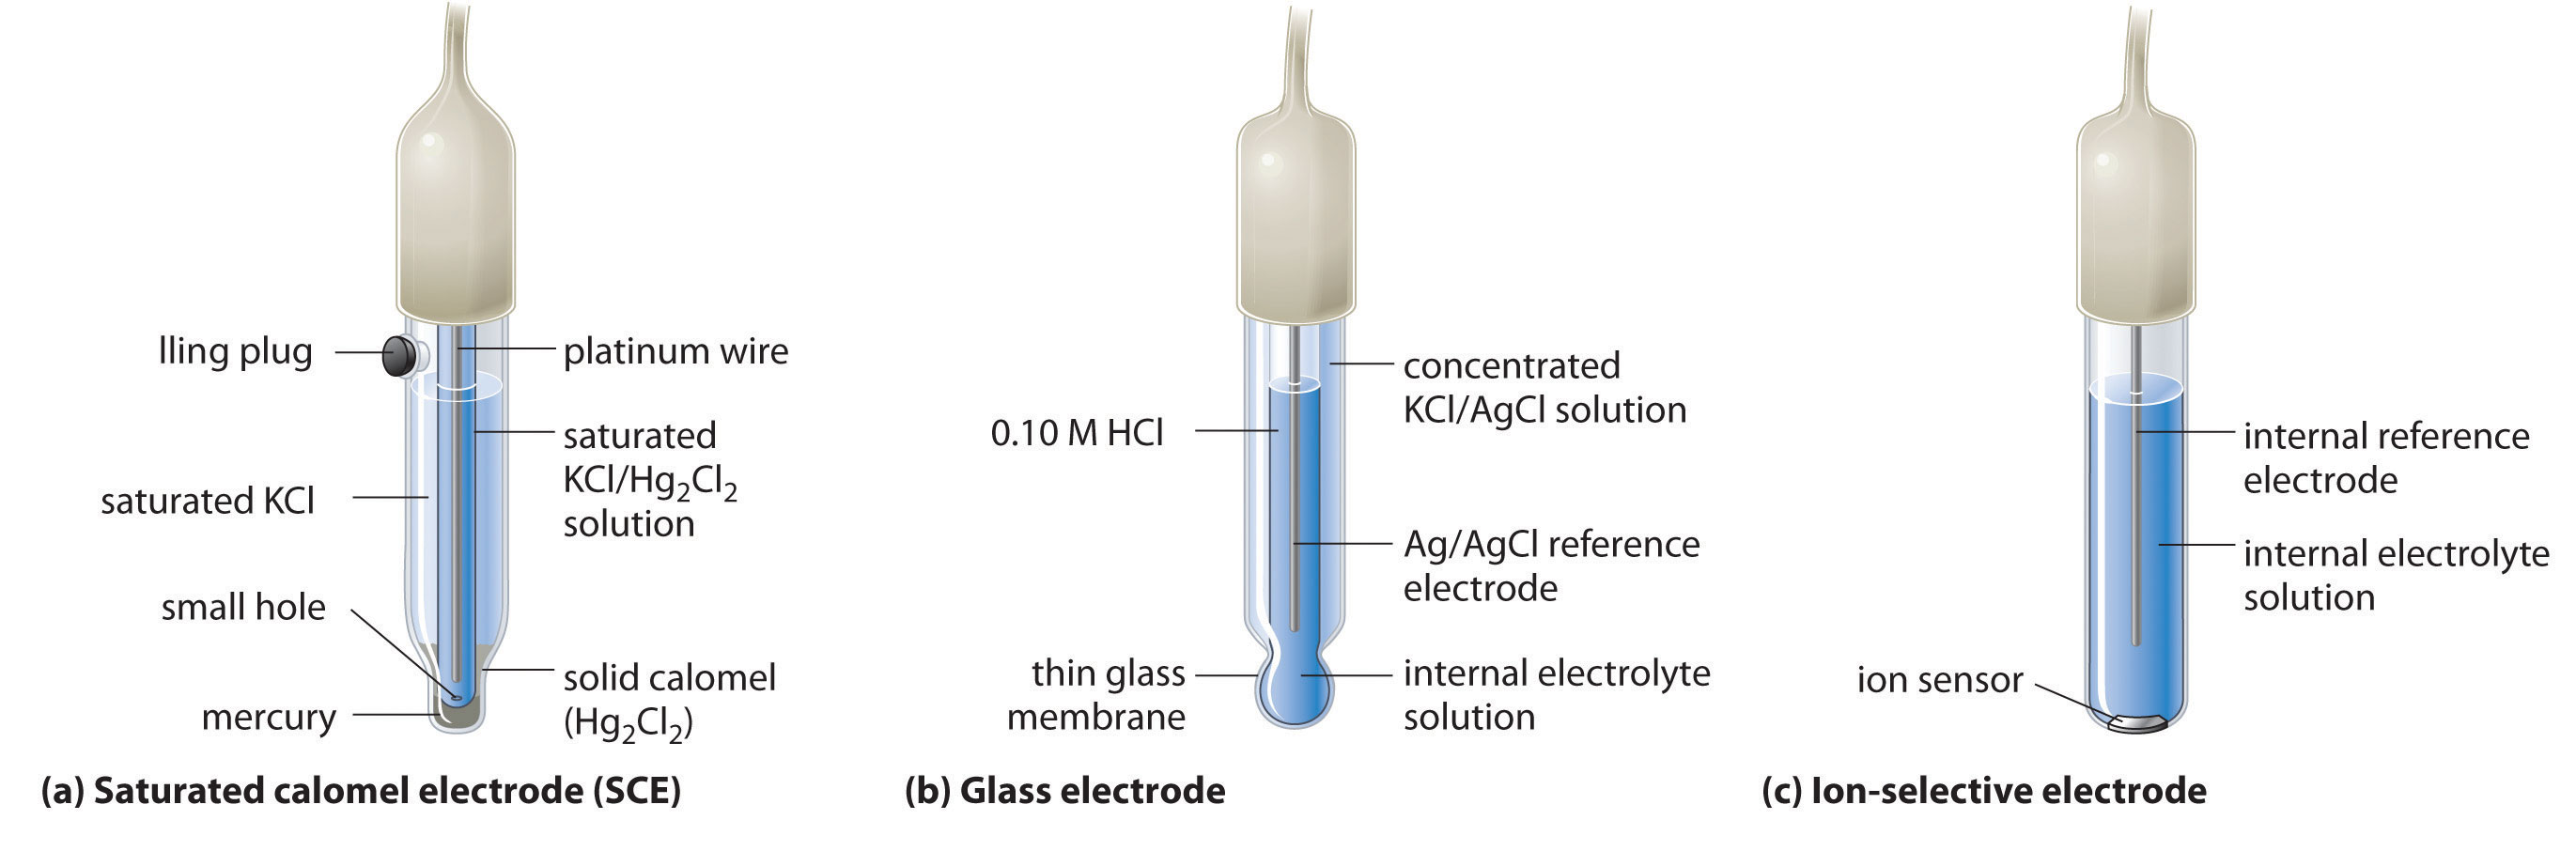 lling plug
platinum wire
saturated
KCl/Hg₂Cl₂
solution
saturated KCl
small hole
mercury
solid calomel
(Hg₂Cl₂)
(a) Saturated calomel electrode (SCE)
concentrated
KCl/AgCl solution
0.10 M HCl
Ag/AgCl reference
electrode
thin glass
membrane
internal electrolyte
solution
(b) Glass electrode
internal reference
electrode
internal electrolyte
solution
ion sensor
(c) Ion-selective electrode